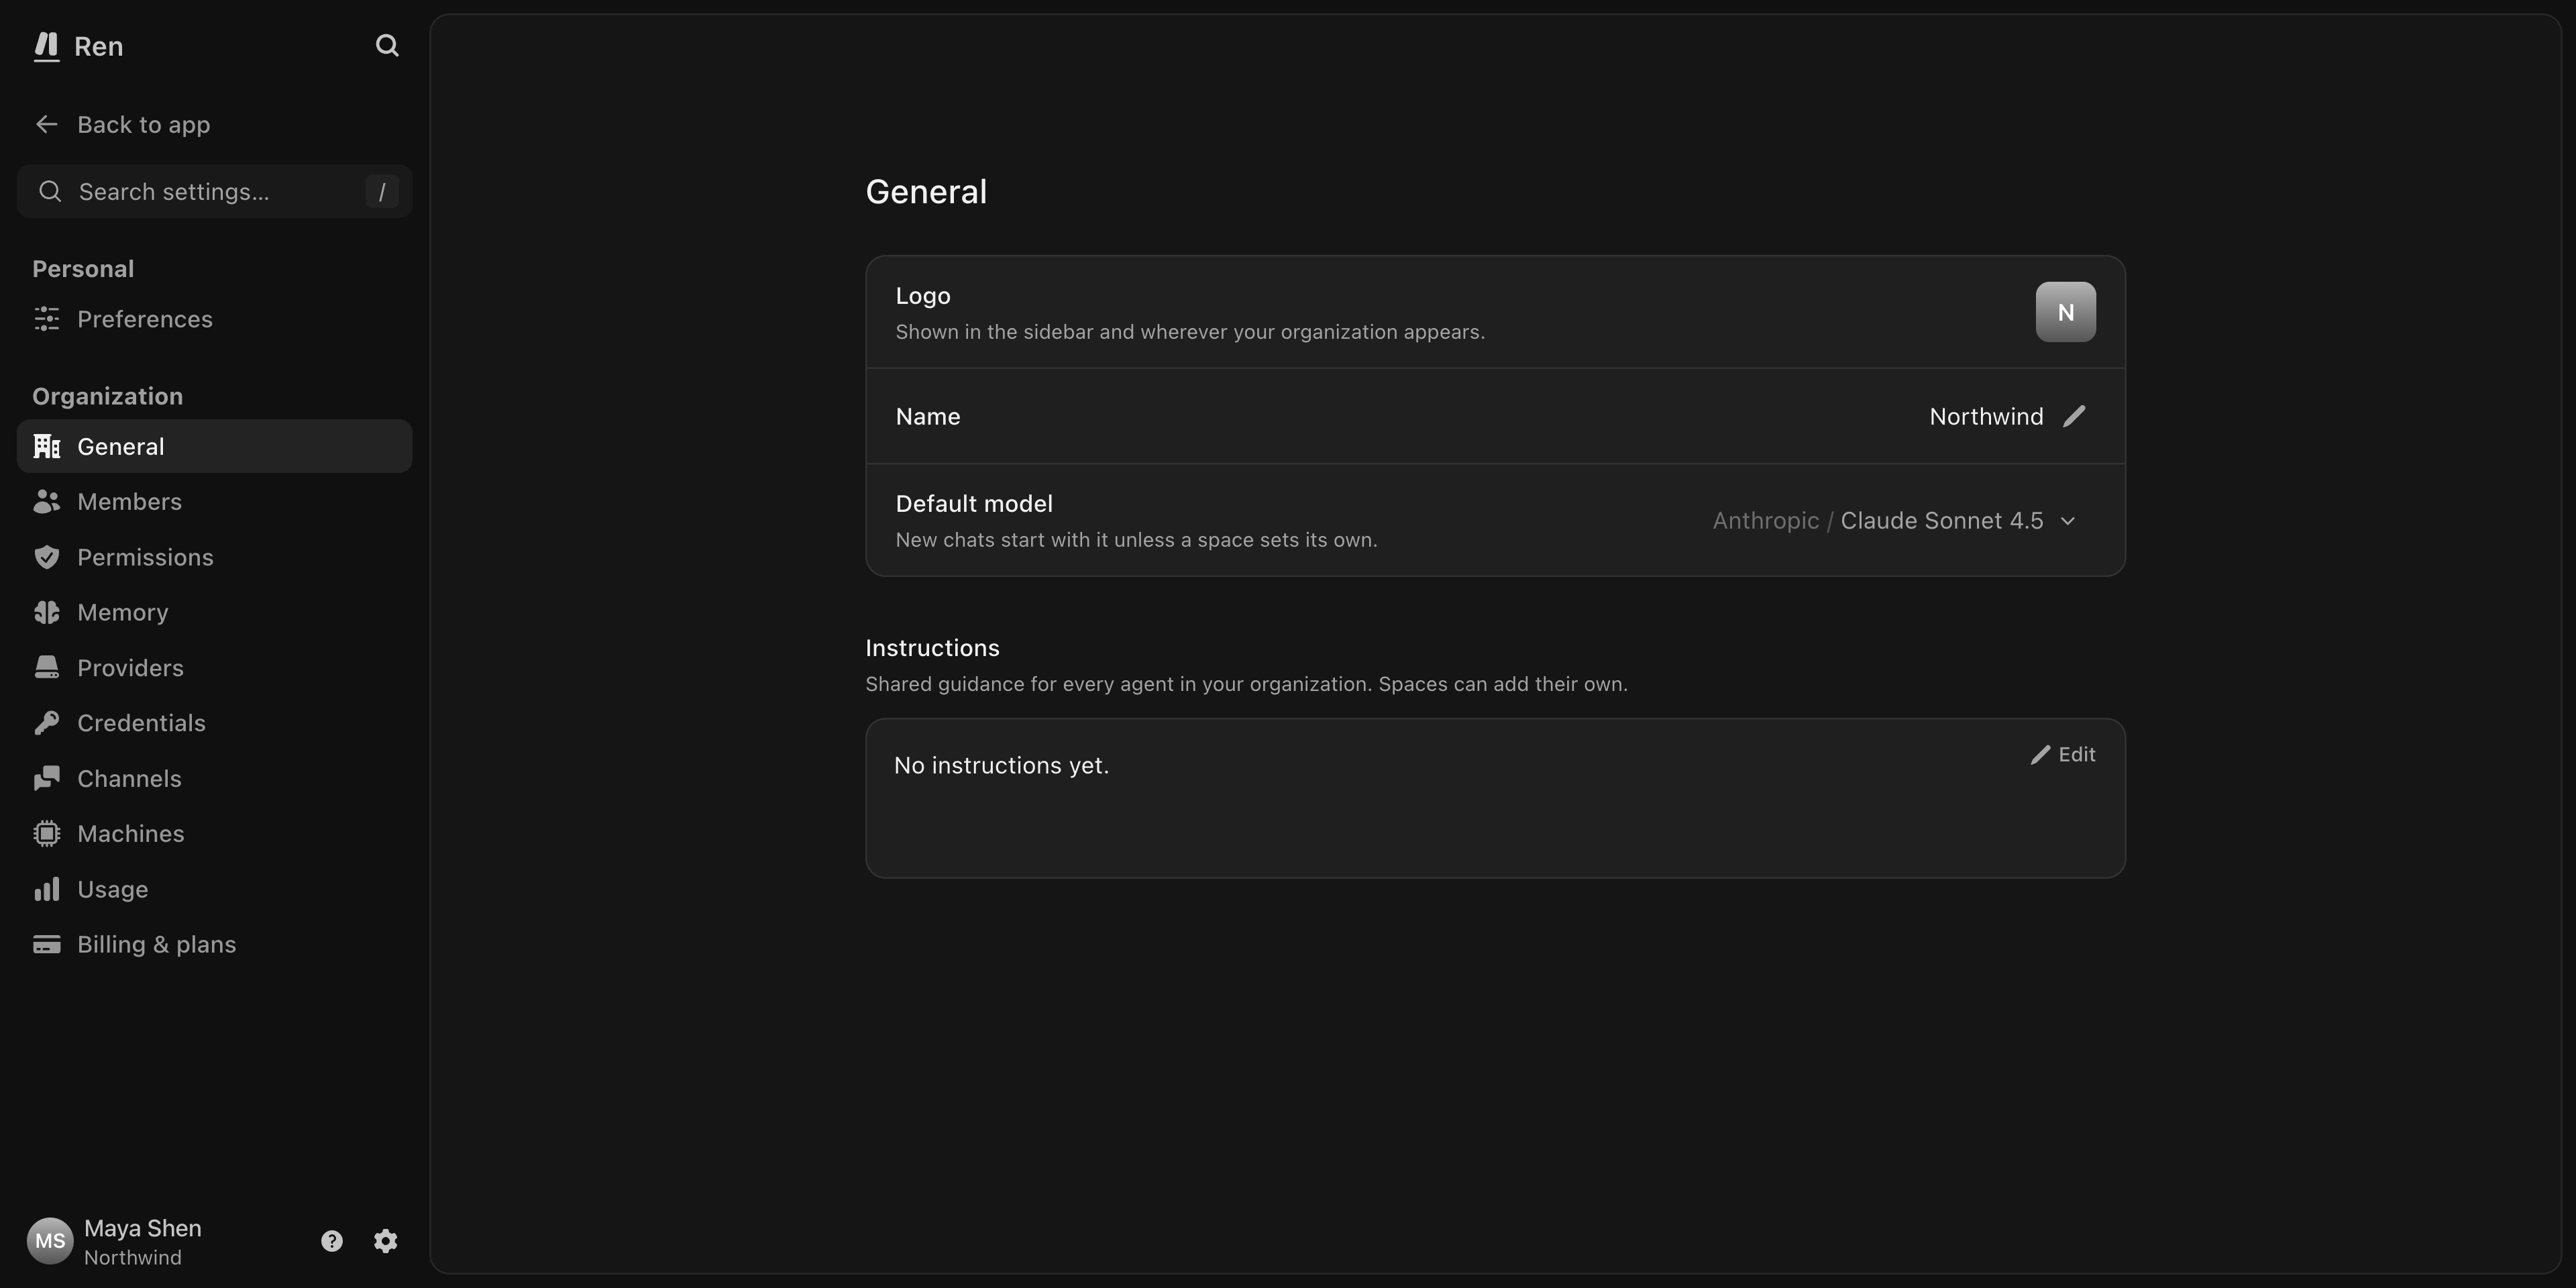 Ren
Back to app
Search settings...
/
Personal
Preferences
Organization
General
Members
Permissions
Memory
Providers
Credentials
Channels
Machines
Usage
Billing & plans
MS
Maya Shen
Northwind
?
General
Logo
Shown in the sidebar and wherever your organization appears.
N
Name
Northwind
Default model
New chats start with it unless a space sets its own.
Anthropic / Claude Sonnet 4.5
Instructions
Shared guidance for every agent in your organization. Spaces can add their own.
No instructions yet.
Edit